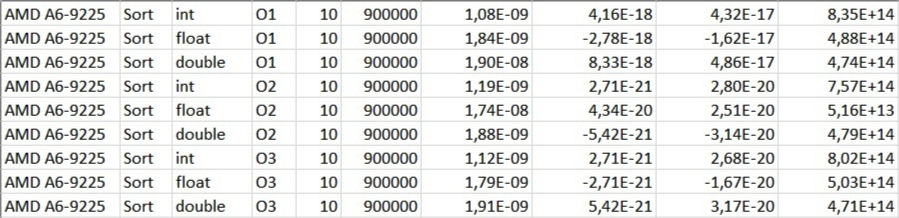 AMD A6-9225 Sort int O1 10 900000 1,08E-09 4,16E-18 4,32E-17 8,35E+14
AMD A6-9225 Sort float O1 10 900000 1,84E-09 -2,78E-18 -1,62E-17 4,88E+14
AMD A6-9225 Sort double O1 10 900000 1,90E-08 8,33E-18 4,86E-17 4,74E+14
AMD A6-9225 Sort int O2 10 900000 1,19E-09 2,71E-21 2,80E-20 7,57E+14
AMD A6-9225 Sort float O2 10 900000 1,74E-08 4,34E-20 2,51E-20 5,16E+13
AMD A6-9225 Sort double O2 10 900000 1,88E-09 -5,42E-21 -3,14E-20 4,79E+14
AMD A6-9225 Sort int O3 10 900000 1,12E-09 2,71E-21 2,68E-20 8,02E+14
AMD A6-9225 Sort float O3 10 900000 1,79E-09 -2,71E-21 -1,67E-20 5,03E+14
AMD A6-9225 Sort double O3 10 900000 1,91E-09 5,42E-21 3,17E-20 4,71E+14